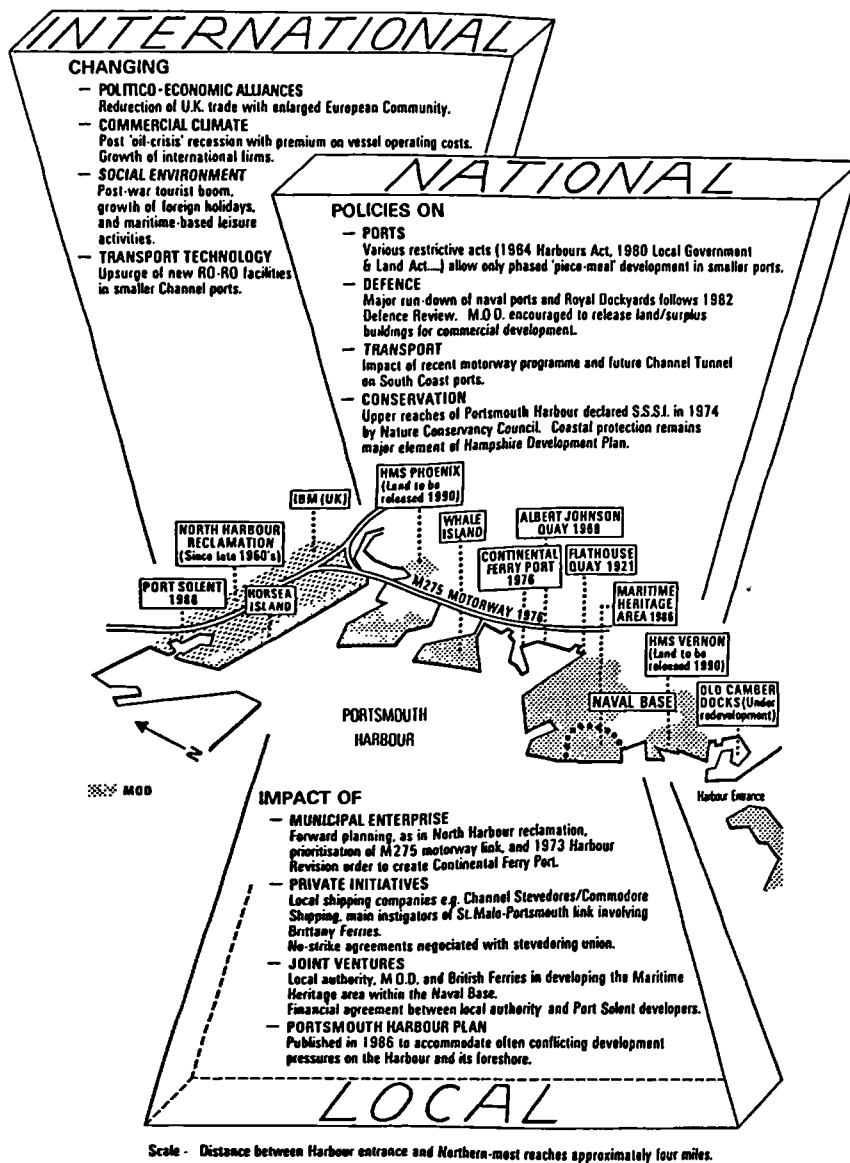 INTERNATIONAL
CHANGING
— POLITICO-ECONOMIC ALLIANCES
Redirection of U.K. trade with enlarged European Community.
— COMMERCIAL CLIMATE
Post 'oil-crisis' recession with premium on vessel operating costs.
Growth of international firms.
— SOCIAL ENVIRONMENT
Post-war tourist boom,
growth of foreign holidays,
and maritime-based leisure
activities.
— TRANSPORT TECHNOLOGY
Upsurge of new RO-RO facilities
in smaller Channel ports.
NATIONAL
POLICIES ON
— PORTS
Various restrictive acts (1964 Harbours Act, 1980 Local Government
& Land Act....) allow only phased 'piece-meal' development in smaller ports.
— DEFENCE
Major run-down of naval ports and Royal Dockyards follows 1982
Defence Review. M.O.D. encouraged to release land/surplus
buildings for commercial development.
— TRANSPORT
Impact of recent motorway programme and future Channel Tunnel
on South Coast ports.
— CONSERVATION
Upper reaches of Portsmouth Harbour declared S.S.S.I. in 1974
by Nature Conservancy Council. Coastal protection remains
major element of Hampshire Development Plan.
HMS PHOENIX
(Land to be
released 1990)
IBM (UK)
NORTH HARBOUR
RECLAMATION
(Since late 1960's)
WHALE
ISLAND
ALBERT JOHNSON
QUAY 1968
CONTINENTAL
FERRY PORT
1976
FLATHOUSE
QUAY 1921
PORT SOLENT
1986
HORSEA
ISLAND
M275 MOTORWAY 1976
MARITIME
HERITAGE
AREA 1986
HMS VERNON
(Land to be
released 1990)
OLD CAMBER
DOCKS (Under
redevelopment)
NAVAL BASE
PORTSMOUTH
HARBOUR
N
MOD
Harbour Entrance
IMPACT OF
— MUNICIPAL ENTERPRISE
Forward planning, as in North Harbour reclamation,
prioritisation of M275 motorway link, and 1973 Harbour
Revision order to create Continental Ferry Port.
— PRIVATE INITIATIVES
Local shipping companies e.g. Channel Stevedores/Commodore
Shipping, main instigators of St.Malo-Portsmouth link involving
Brittany Ferries.
No-strike agreements negotiated with stevedoring union.
— JOINT VENTURES
Local authority, M.O.D. and British Ferries in developing the Maritime
Heritage area within the Naval Base.
Financial agreement between local authority and Port Solent developers.
— PORTSMOUTH HARBOUR PLAN
Published in 1986 to accommodate often conflicting development
pressures on the Harbour and its foreshore.
LOCAL
Scale - Distance between Harbour entrance and Northern-most reaches approximately four miles.